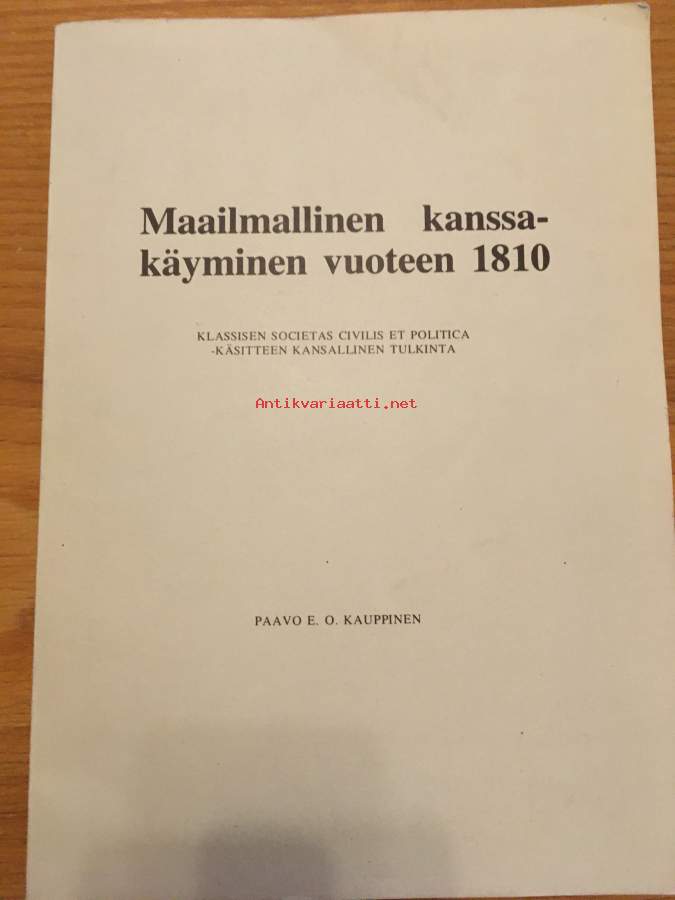 Maailmallinen kanssa-
käyminen vuoteen 1810
KLASSISEN SOCIETAS CIVILIS ET POLITICA
-KÄSITTEEN KANSALLINEN TULKINTA
Antikvariaatti.net
PAAVO E. O. KAUPPINEN